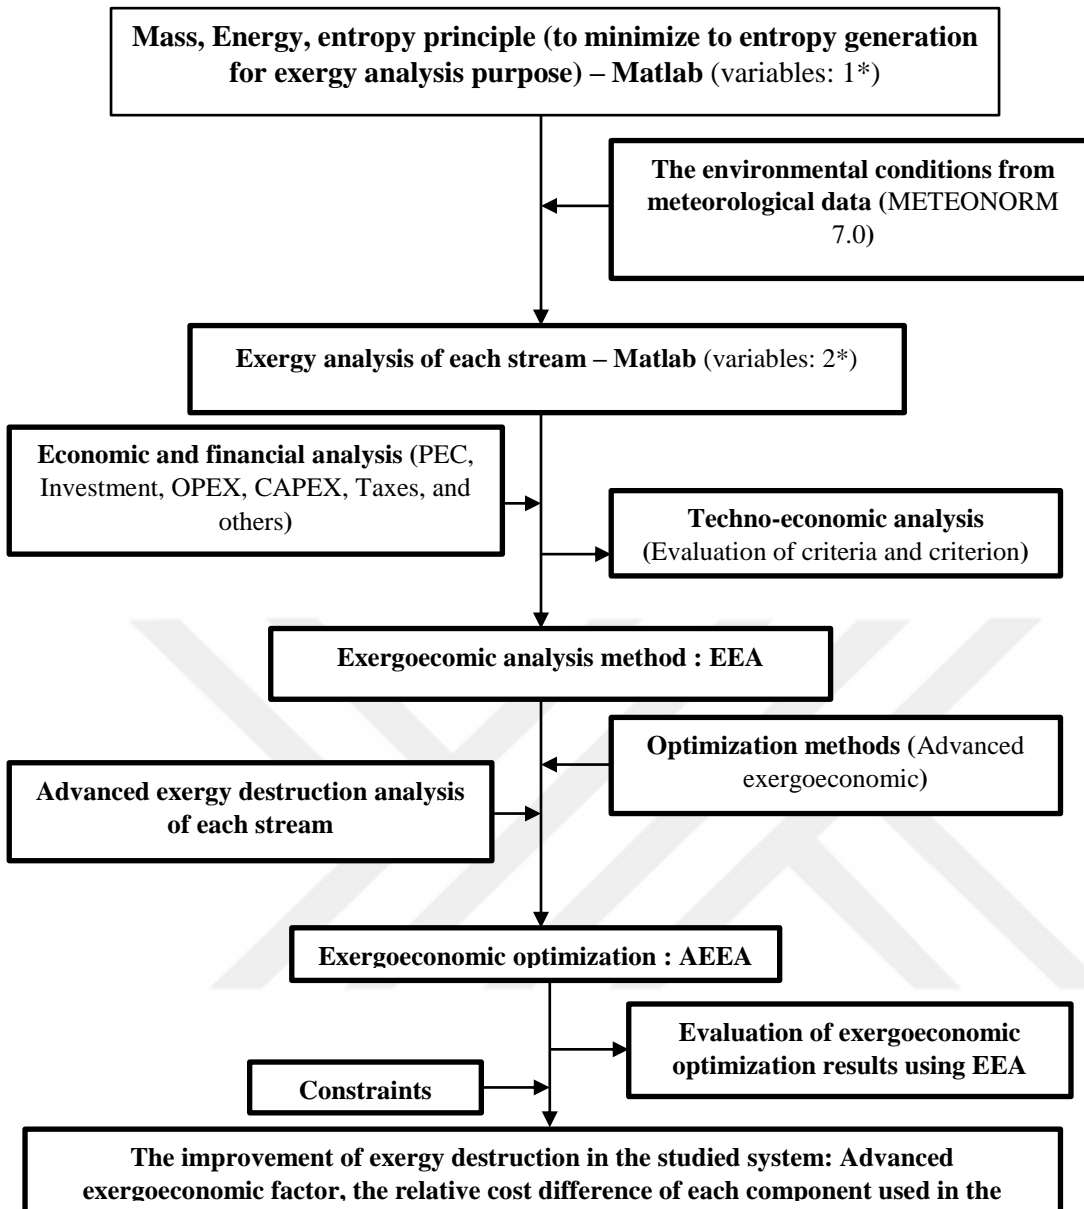 Mass, Energy, entropy principle (to minimize to entropy generation
for exergy analysis purpose) – Matlab (variables: 1*)
The environmental conditions from
meteorological data (METEONORM
7.0)
Exergy analysis of each stream – Matlab (variables: 2*)
Economic and financial analysis (PEC,
Investment, OPEX, CAPEX, Taxes, and
others)
Techno-economic analysis
(Evaluation of criteria and criterion)
Exergoecomic analysis method : EEA
Optimization methods (Advanced
exergoeconomic)
Advanced exergy destruction analysis
of each stream
Exergoeconomic optimization : AEEA
Evaluation of exergoeconomic
optimization results using EEA
Constraints
The improvement of exergy destruction in the studied system: Advanced
exergoeconomic factor, the relative cost difference of each component used in the